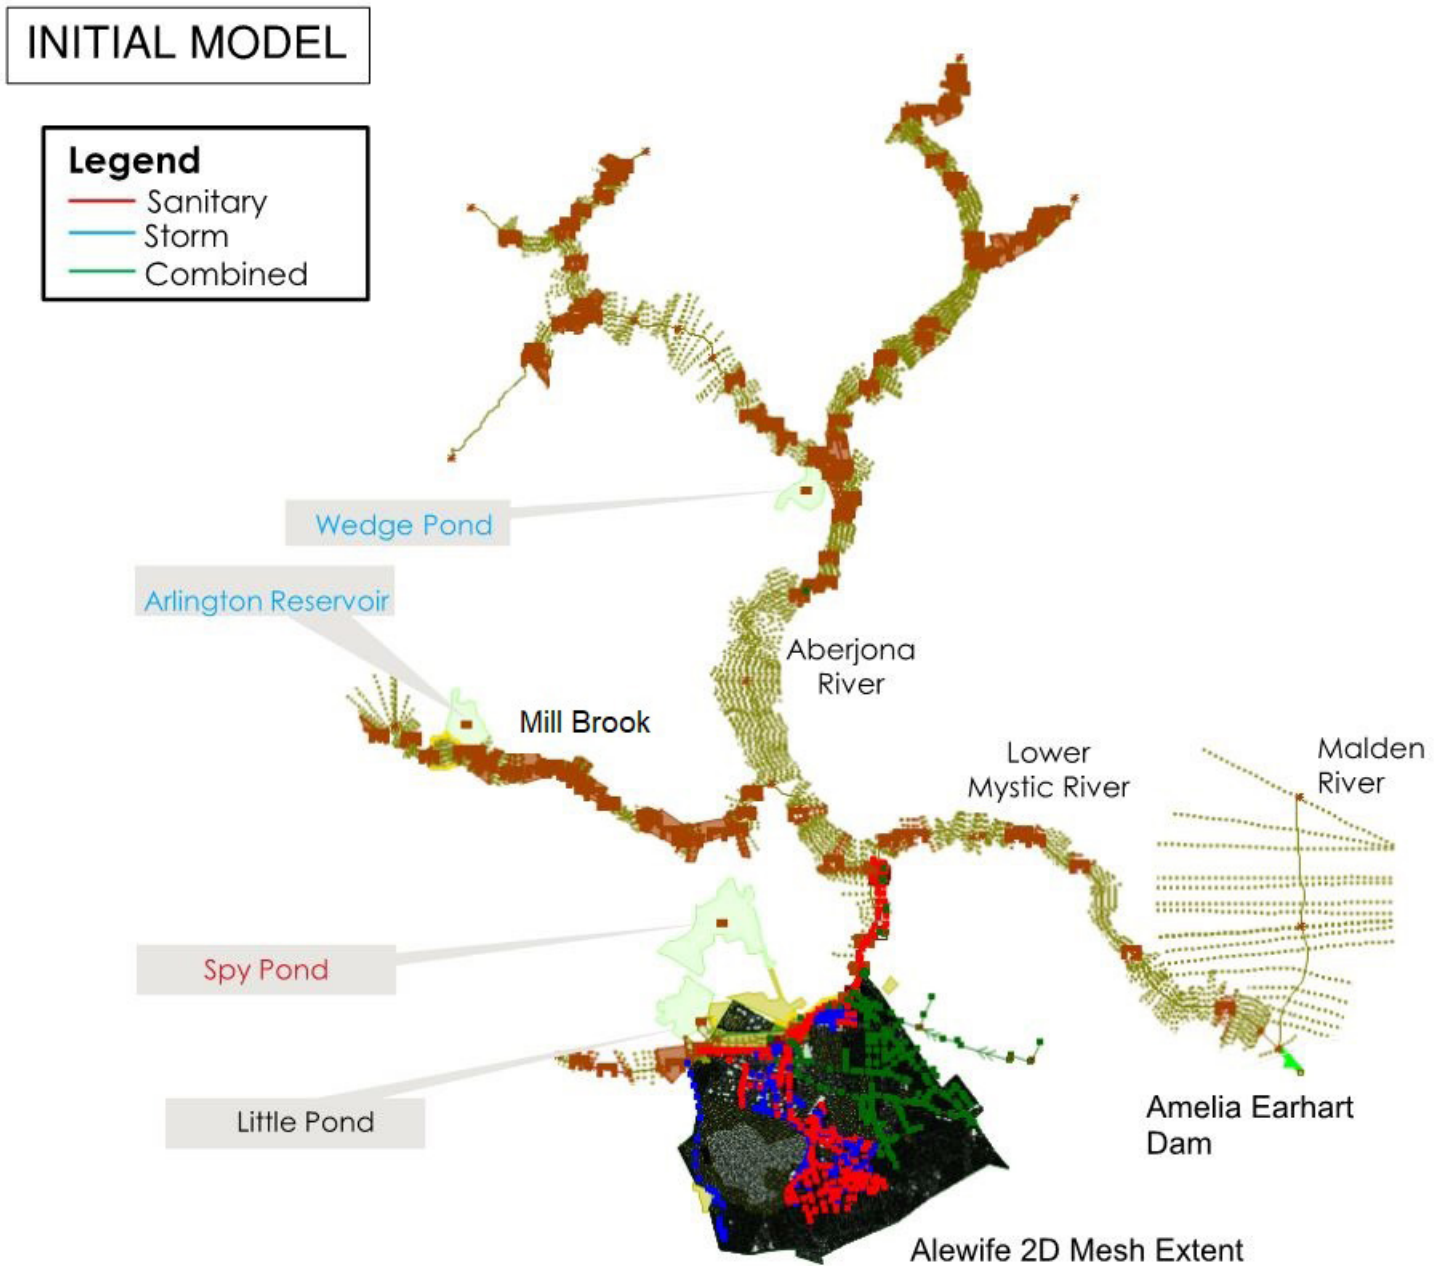 INITIAL MODEL
Legend
Sanitary
Storm
Combined
Wedge Pond
Arlington Reservoir
Aberjona
River
Mill Brook
Lower
Mystic River
Malden
River
Spy Pond
Little Pond
Amelia Earhart
Dam
Alewife 2D Mesh Extent